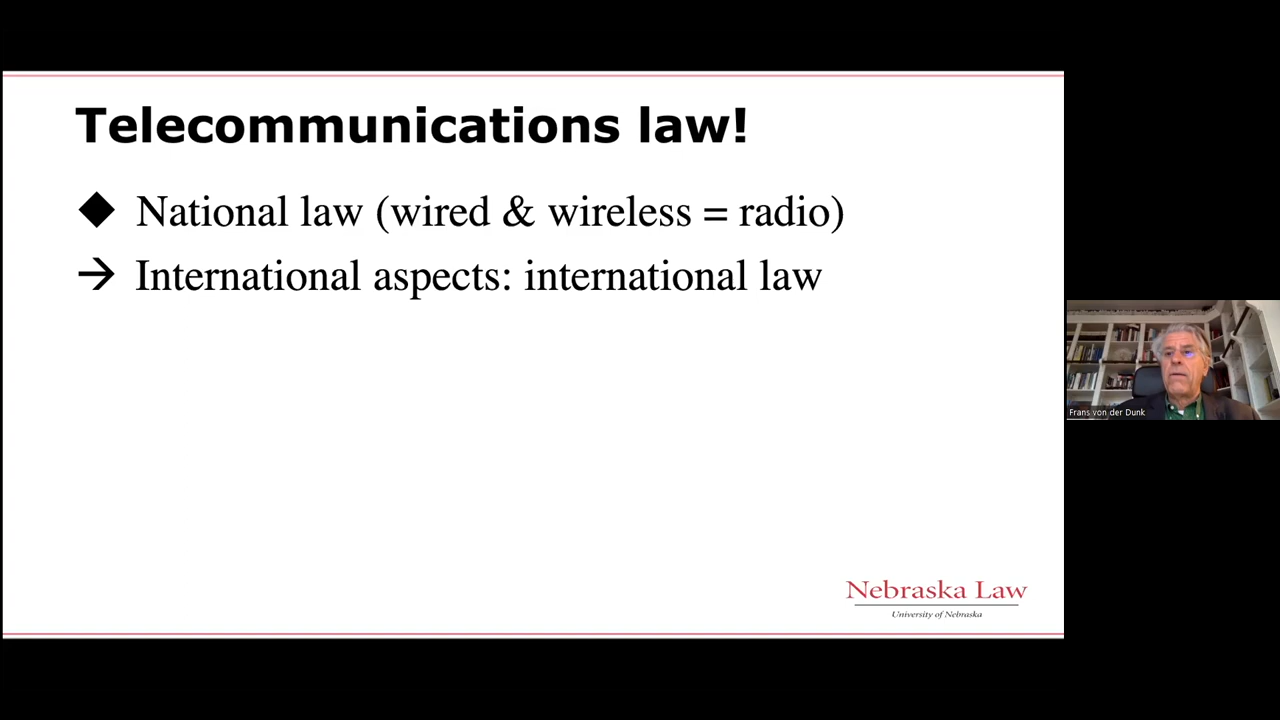 Telecommunications law!
◆ National law (wired & wireless = radio)
→ International aspects: international law
Frans von der Dunk
Nebraska Law
University of Nebraska